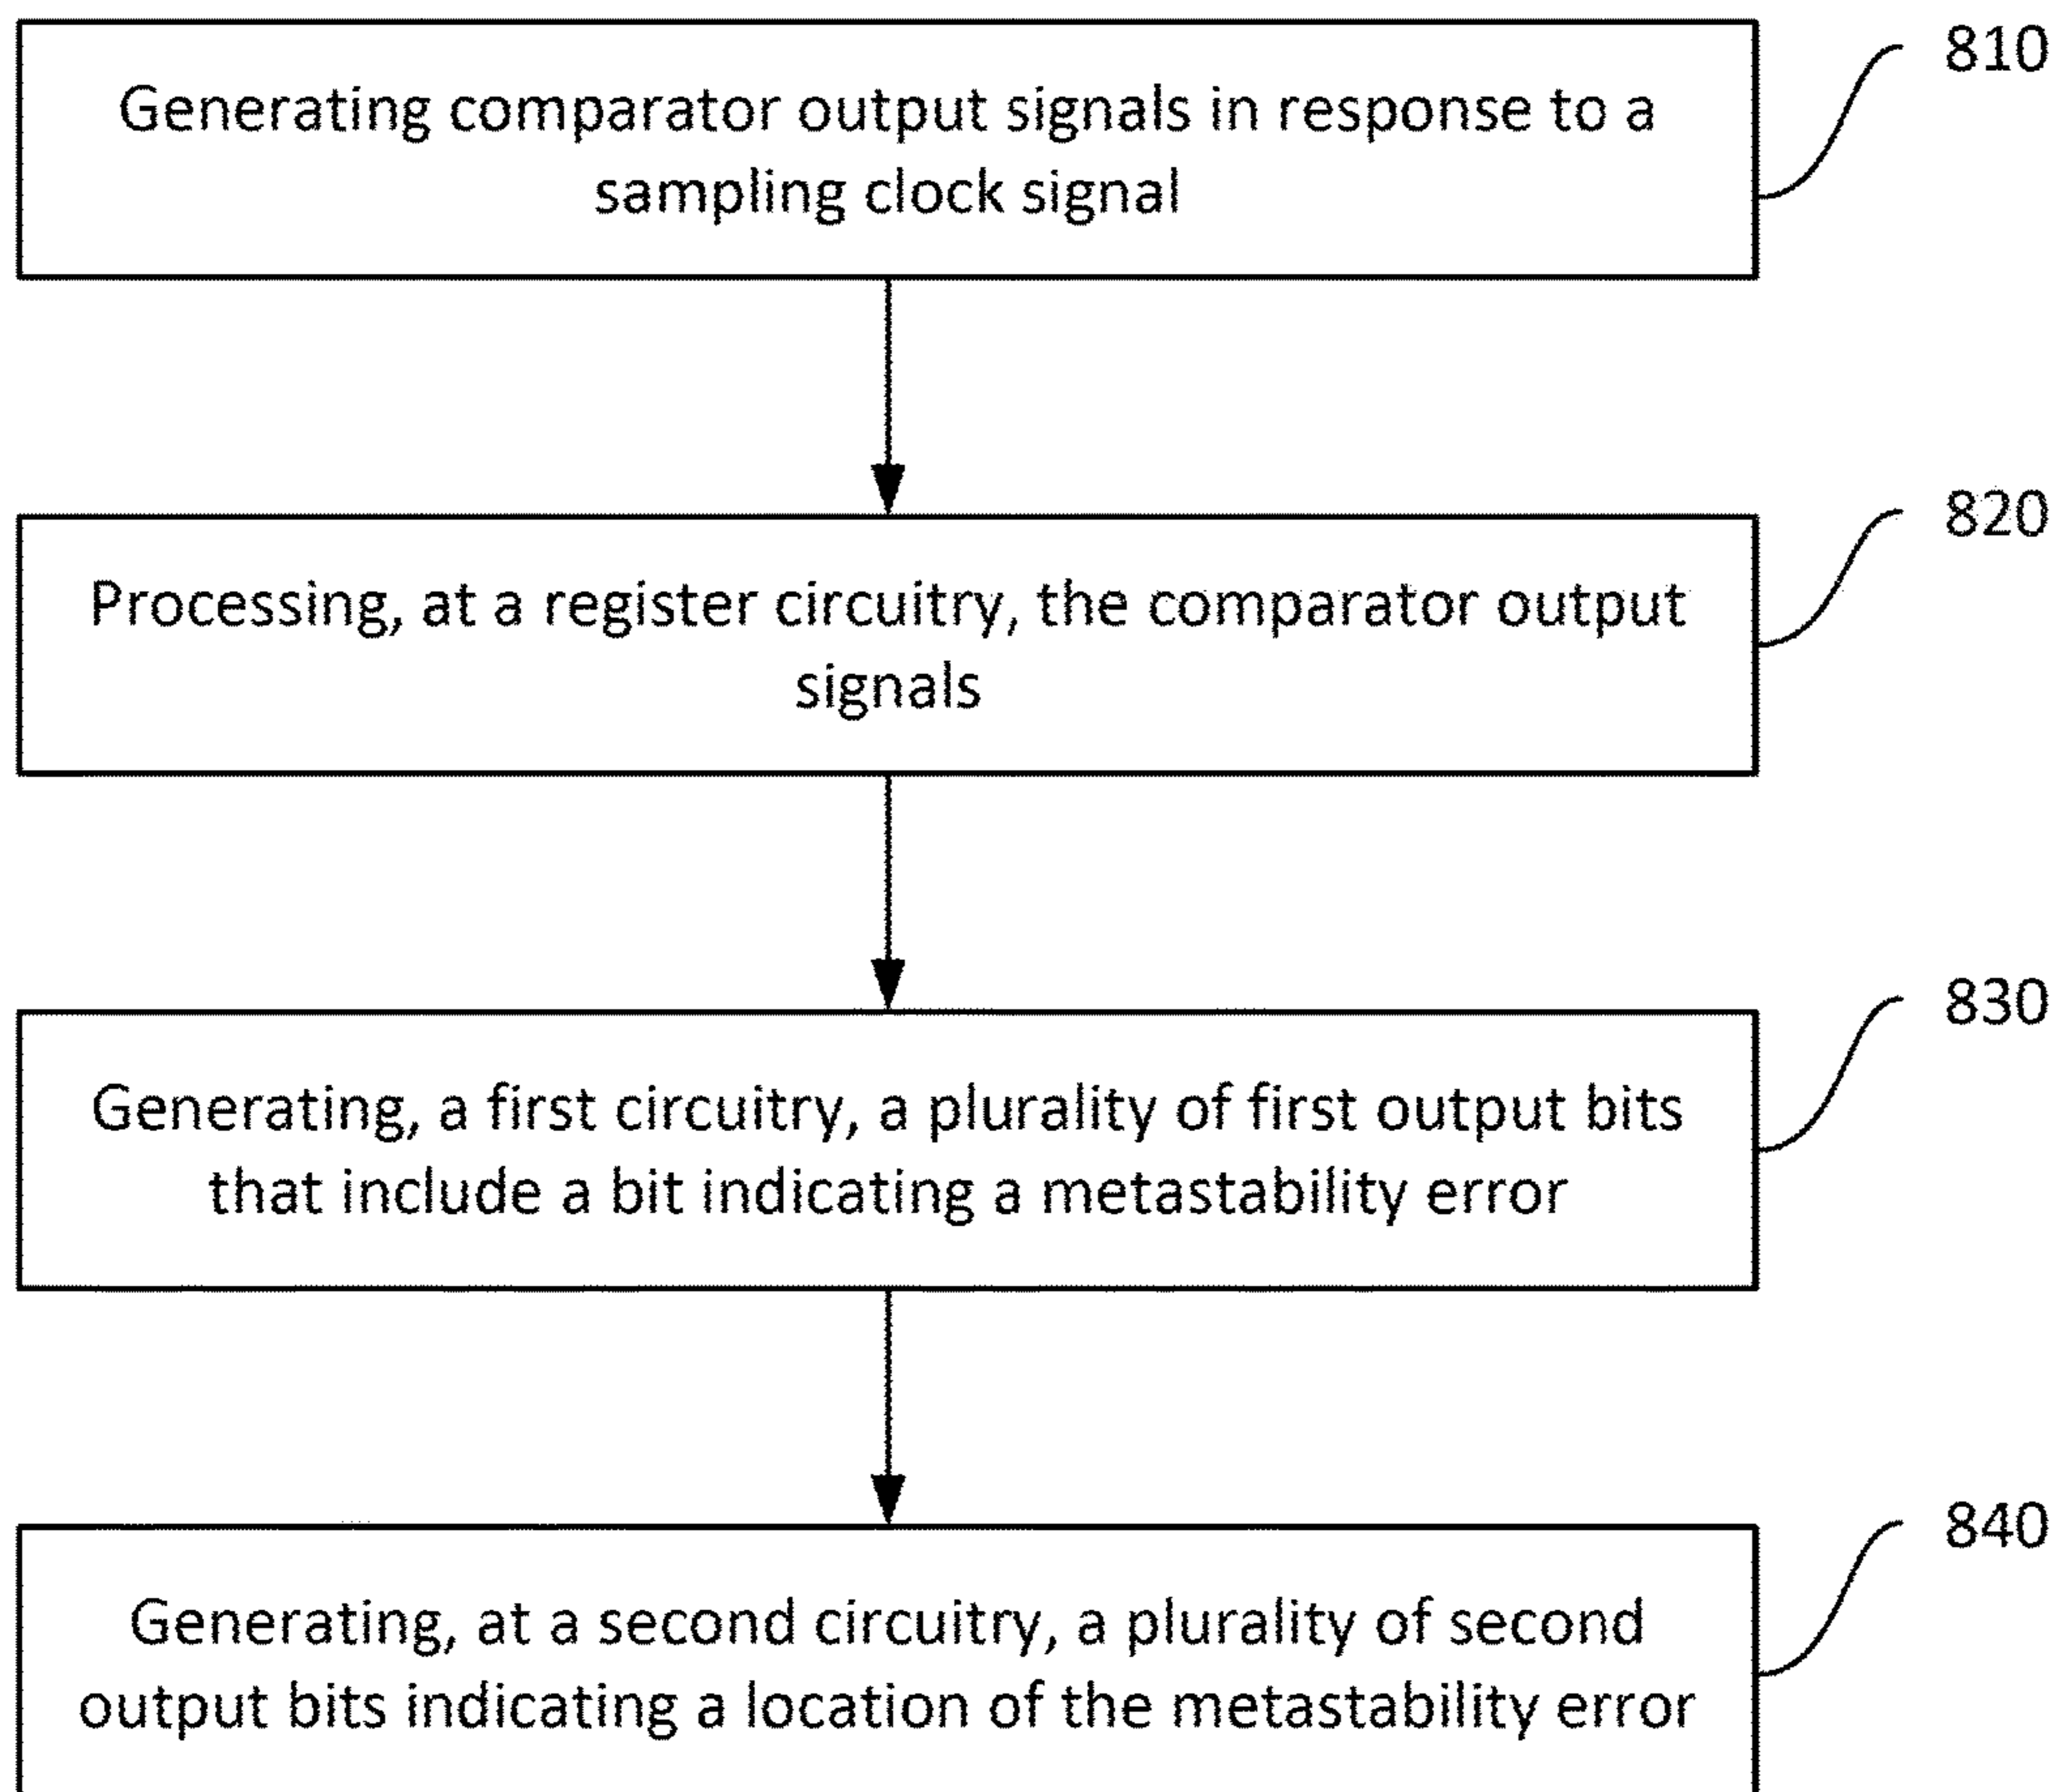 810
Generating comparator output signals in response to a
sampling clock signal
820
Processing, at a register circuitry, the comparator output
signals
830
Generating, a first circuitry, a plurality of first output bits
that include a bit indicating a metastability error
840
Generating, at a second circuitry, a plurality of second
output bits indicating a location of the metastability error